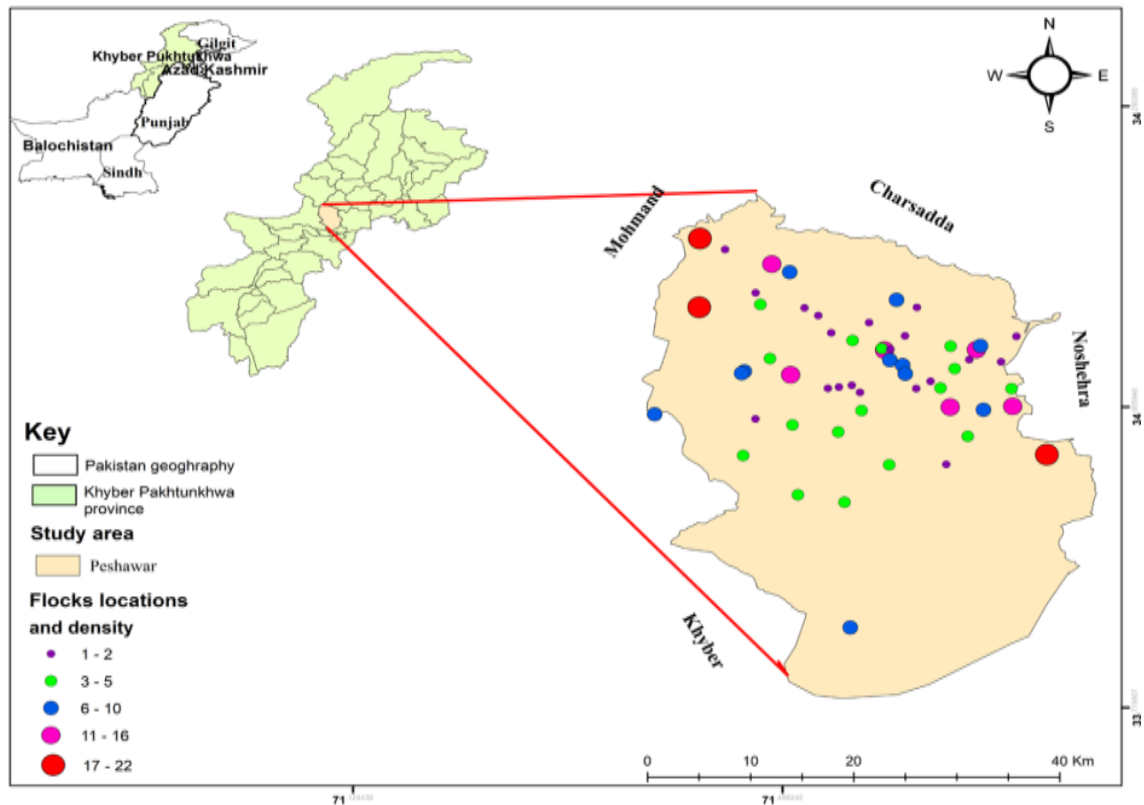 Gilgit
Khyber Pukhtukhwa
Azad Kashmir
Punjab
Balochistan
Sindh
N
W E
S
Mohmand
Charsadda
Noshehra
Khyber
Key
Pakistan geoghraphy
Khyber Pakhtunkhwa
province
Study area
Peshawar
Flocks locations
and density
1 - 2
3 - 5
6 - 10
11 - 16
17 - 22
0 10 20 40 Km
34
34
33
71
71